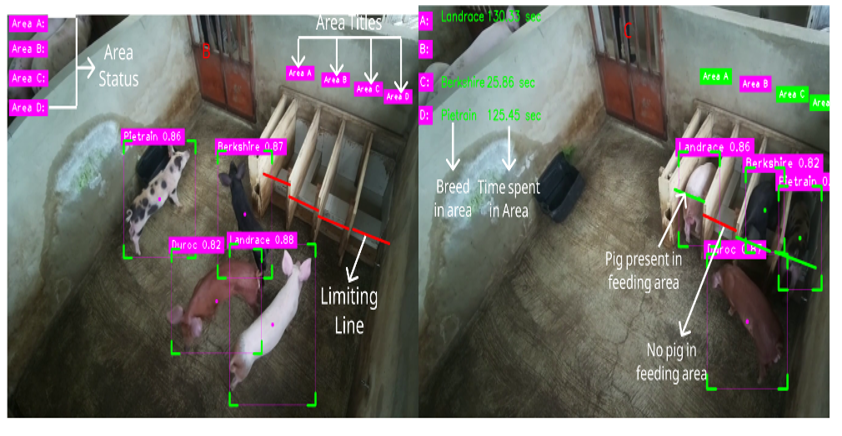 Area A:
Area B:
Area C:
Area D:
Area
Status
B
Area Titles
Area A
Area B
Area C
Area D
Pietrain 0.86
Berkshire 0.87
Duroc 0.82
Landrace 0.88
Limiting
Line
A: Landrace sec
B:
C: Berkshire 25.86 sec
D: Pietrain 125.45 sec
C
Area A
Area B
Area C
Area
Breed
in area
Time spent
in Area
Landrace 0.86
Berkshire 0.82
Pietrain 0.
Duroc 0.87
Pig present in
feeding area
No pig in
feeding area